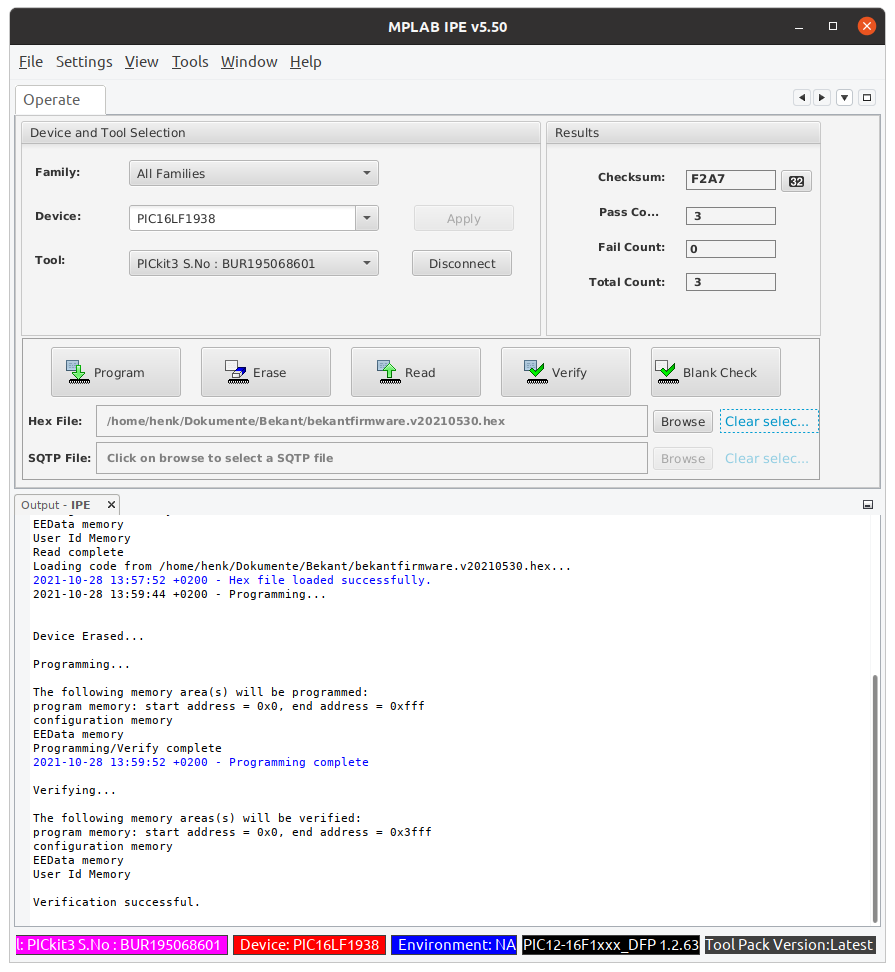 MPLAB IPE v5.50
File Settings View Tools Window Help
Operate
Device and Tool Selection
Family: All Families
Device: PIC16LF1938 Apply
Tool: PICkit3 S.No : BUR195068601 Disconnect
Results
Checksum: F2A7 32
Pass Co... 3
Fail Count: 0
Total Count: 3
Program Erase Read Verify Blank Check
Hex File: /home/henk/Dokumente/Bekant/bekantfirmware.v20210530.hex Browse Clear selec...
SQTP File: Click on browse to select a SQTP file Browse Clear selec...
Output - IPE
EEData memory
User Id Memory
Read complete
Loading code from /home/henk/Dokumente/Bekant/bekantfirmware.v20210530.hex...
2021-10-28 13:57:52 +0200 - Hex file loaded successfully.
2021-10-28 13:59:44 +0200 - Programming...
Device Erased...
Programming...
The following memory area(s) will be programmed:
program memory: start address = 0x0, end address = 0xfff
configuration memory
EEData memory
Programming/Verify complete
2021-10-28 13:59:52 +0200 - Programming complete
Verifying...
The following memory areas(s) will be verified:
program memory: start address = 0x0, end address = 0x3fff
configuration memory
EEData memory
User Id Memory
Verification successful.
l: PICkit3 S.No : BUR195068601 Device: PIC16LF1938 Environment: NA PIC12-16F1xxx_DFP 1.2.63 Tool Pack Version:Latest